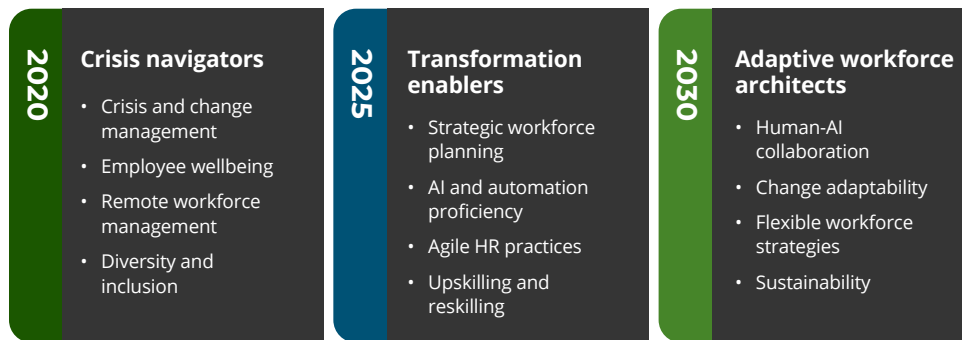 2020
Crisis navigators
• Crisis and change
management
• Employee wellbeing
• Remote workforce
management
• Diversity and
inclusion
2025
Transformation
enablers
• Strategic workforce
planning
• AI and automation
proficiency
• Agile HR practices
• Upskilling and
reskilling
2030
Adaptive workforce
architects
• Human-AI
collaboration
• Change adaptability
• Flexible workforce
strategies
• Sustainability